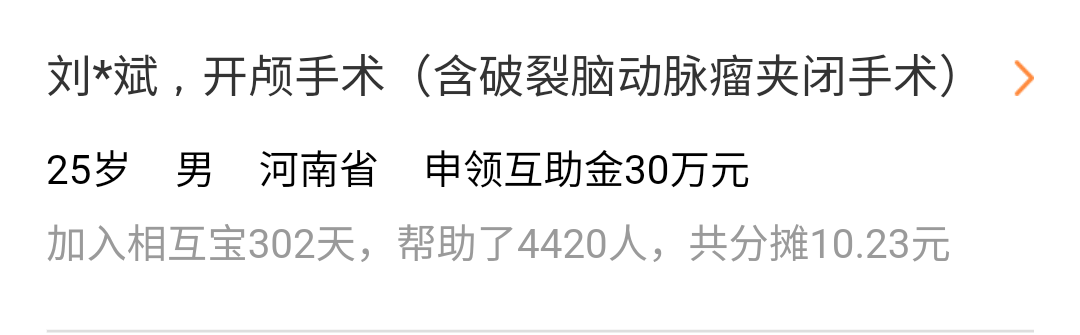 刘*斌，开颅手术（含破裂脑动脉瘤夹闭手术）
25岁 男 河南省 申领互助金30万元
加入相互宝302天，帮助了4420人，共分摊10.23元